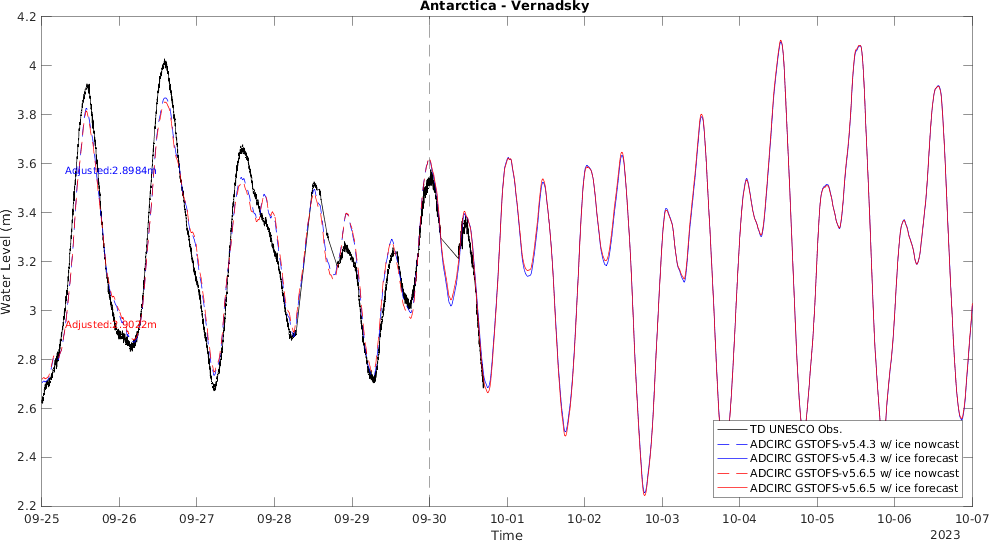 Antarctica - Vernadsky
Water Level (m)
4.2
4
3.8
3.6
3.4
3.2
3
2.8
2.6
2.4
2.2
Adjusted:2.8984m
Adjusted:2.9022m
TD UNESCO Obs.
ADCIRC GSTOFS-v5.4.3 w/ ice nowcast
ADCIRC GSTOFS-v5.4.3 w/ ice forecast
ADCIRC GSTOFS-v5.6.5 w/ ice nowcast
ADCIRC GSTOFS-v5.6.5 w/ ice forecast
09-25 09-26 09-27 09-28 09-29 09-30 10-01 10-02 10-03 10-04 10-05 10-06 10-07
Time
2023